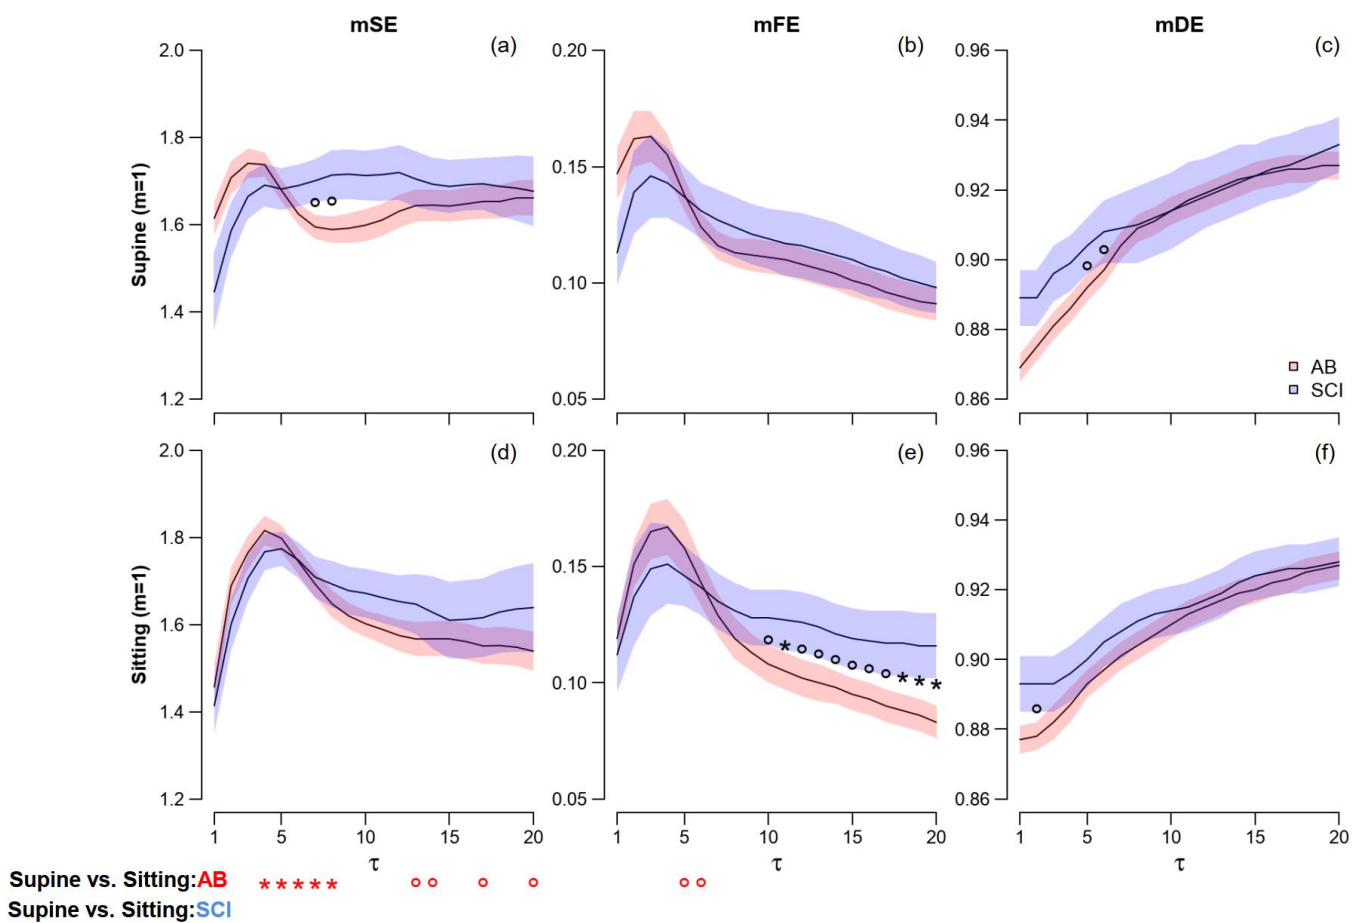 mSE mFE mDE
(a) (b) (c)
2.0 0.20 0.96
1.8 0.94
0.15
1.6 0.92
Supine (m=1)
0.90
0.10
1.4 0.88
AB
SCI
1.2 0.05 0.86
(d) (e) (f)
2.0 0.20 0.96
1.8 0.94
0.15
1.6 0.92
Sitting (m=1)
0.90
0.10
1.4 0.88
1.2 0.05 0.86
1 5 10 15 20 1 5 10 15 20 1 5 10 15 20
τ τ τ
Supine vs. Sitting:AB * * * * *
Supine vs. Sitting:SCI